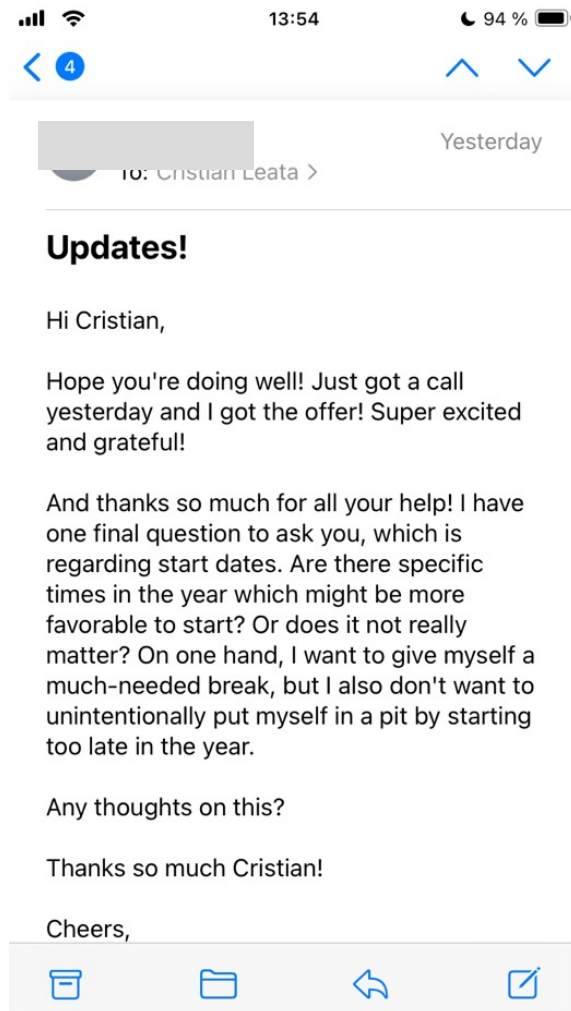 13:54
94 %
4
Yesterday
To: Cristian Leata
Updates!
Hi Cristian,
Hope you're doing well! Just got a call
yesterday and I got the offer! Super excited
and grateful!
And thanks so much for all your help! I have
one final question to ask you, which is
regarding start dates. Are there specific
times in the year which might be more
favorable to start? Or does it not really
matter? On one hand, I want to give myself a
much-needed break, but I also don't want to
unintentionally put myself in a pit by starting
too late in the year.
Any thoughts on this?
Thanks so much Cristian!
Cheers,